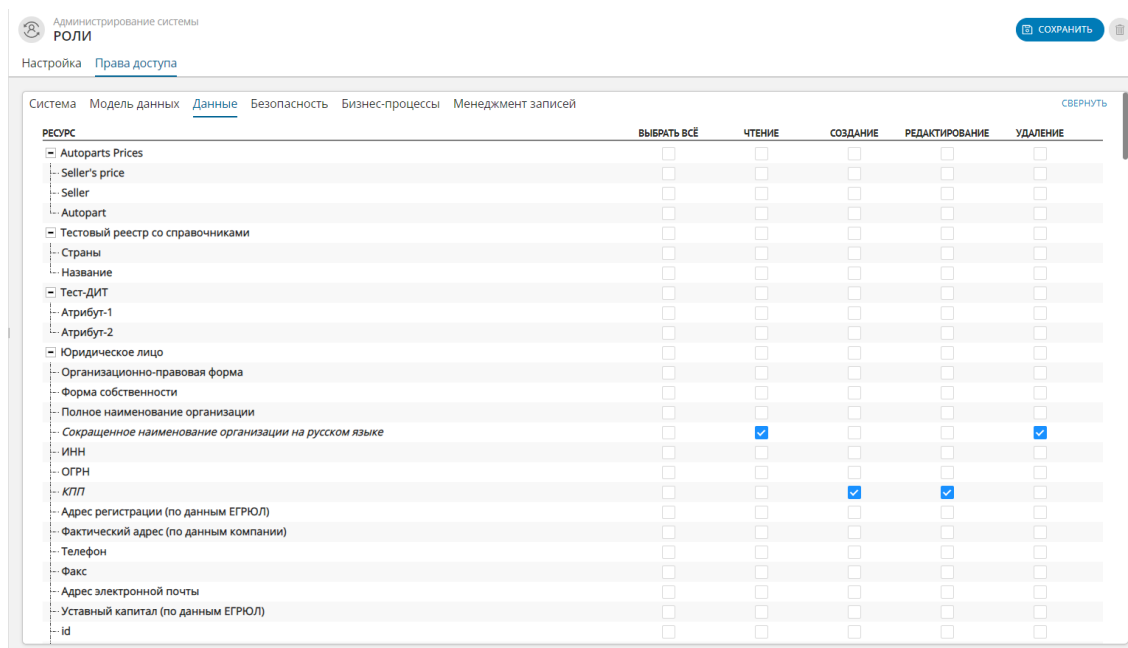 Администрирование системы
РОЛИ
СОХРАНИТЬ
Настройка Права доступа
Система Модель данных Данные Безопасность Бизнес-процессы Менеджмент записей СВЕРНУТЬ
РЕСУРС ВЫБРАТЬ ВСЁ ЧТЕНИЕ СОЗДАНИЕ РЕДАКТИРОВАНИЕ УДАЛЕНИЕ
Autoparts Prices
Seller's price
Seller
Autopart
Тестовый реестр со справочниками
Страны
Название
Тест-ДИТ
Атрибут-1
Атрибут-2
Юридическое лицо
Организационно-правовая форма
Форма собственности
Полное наименование организации
Сокращенное наименование организации на русском языке
ИНН
ОГРН
КПП
Адрес регистрации (по данным ЕГРЮЛ)
Фактический адрес (по данным компании)
Телефон
Факс
Адрес электронной почты
Уставный капитал (по данным ЕГРЮЛ)
id